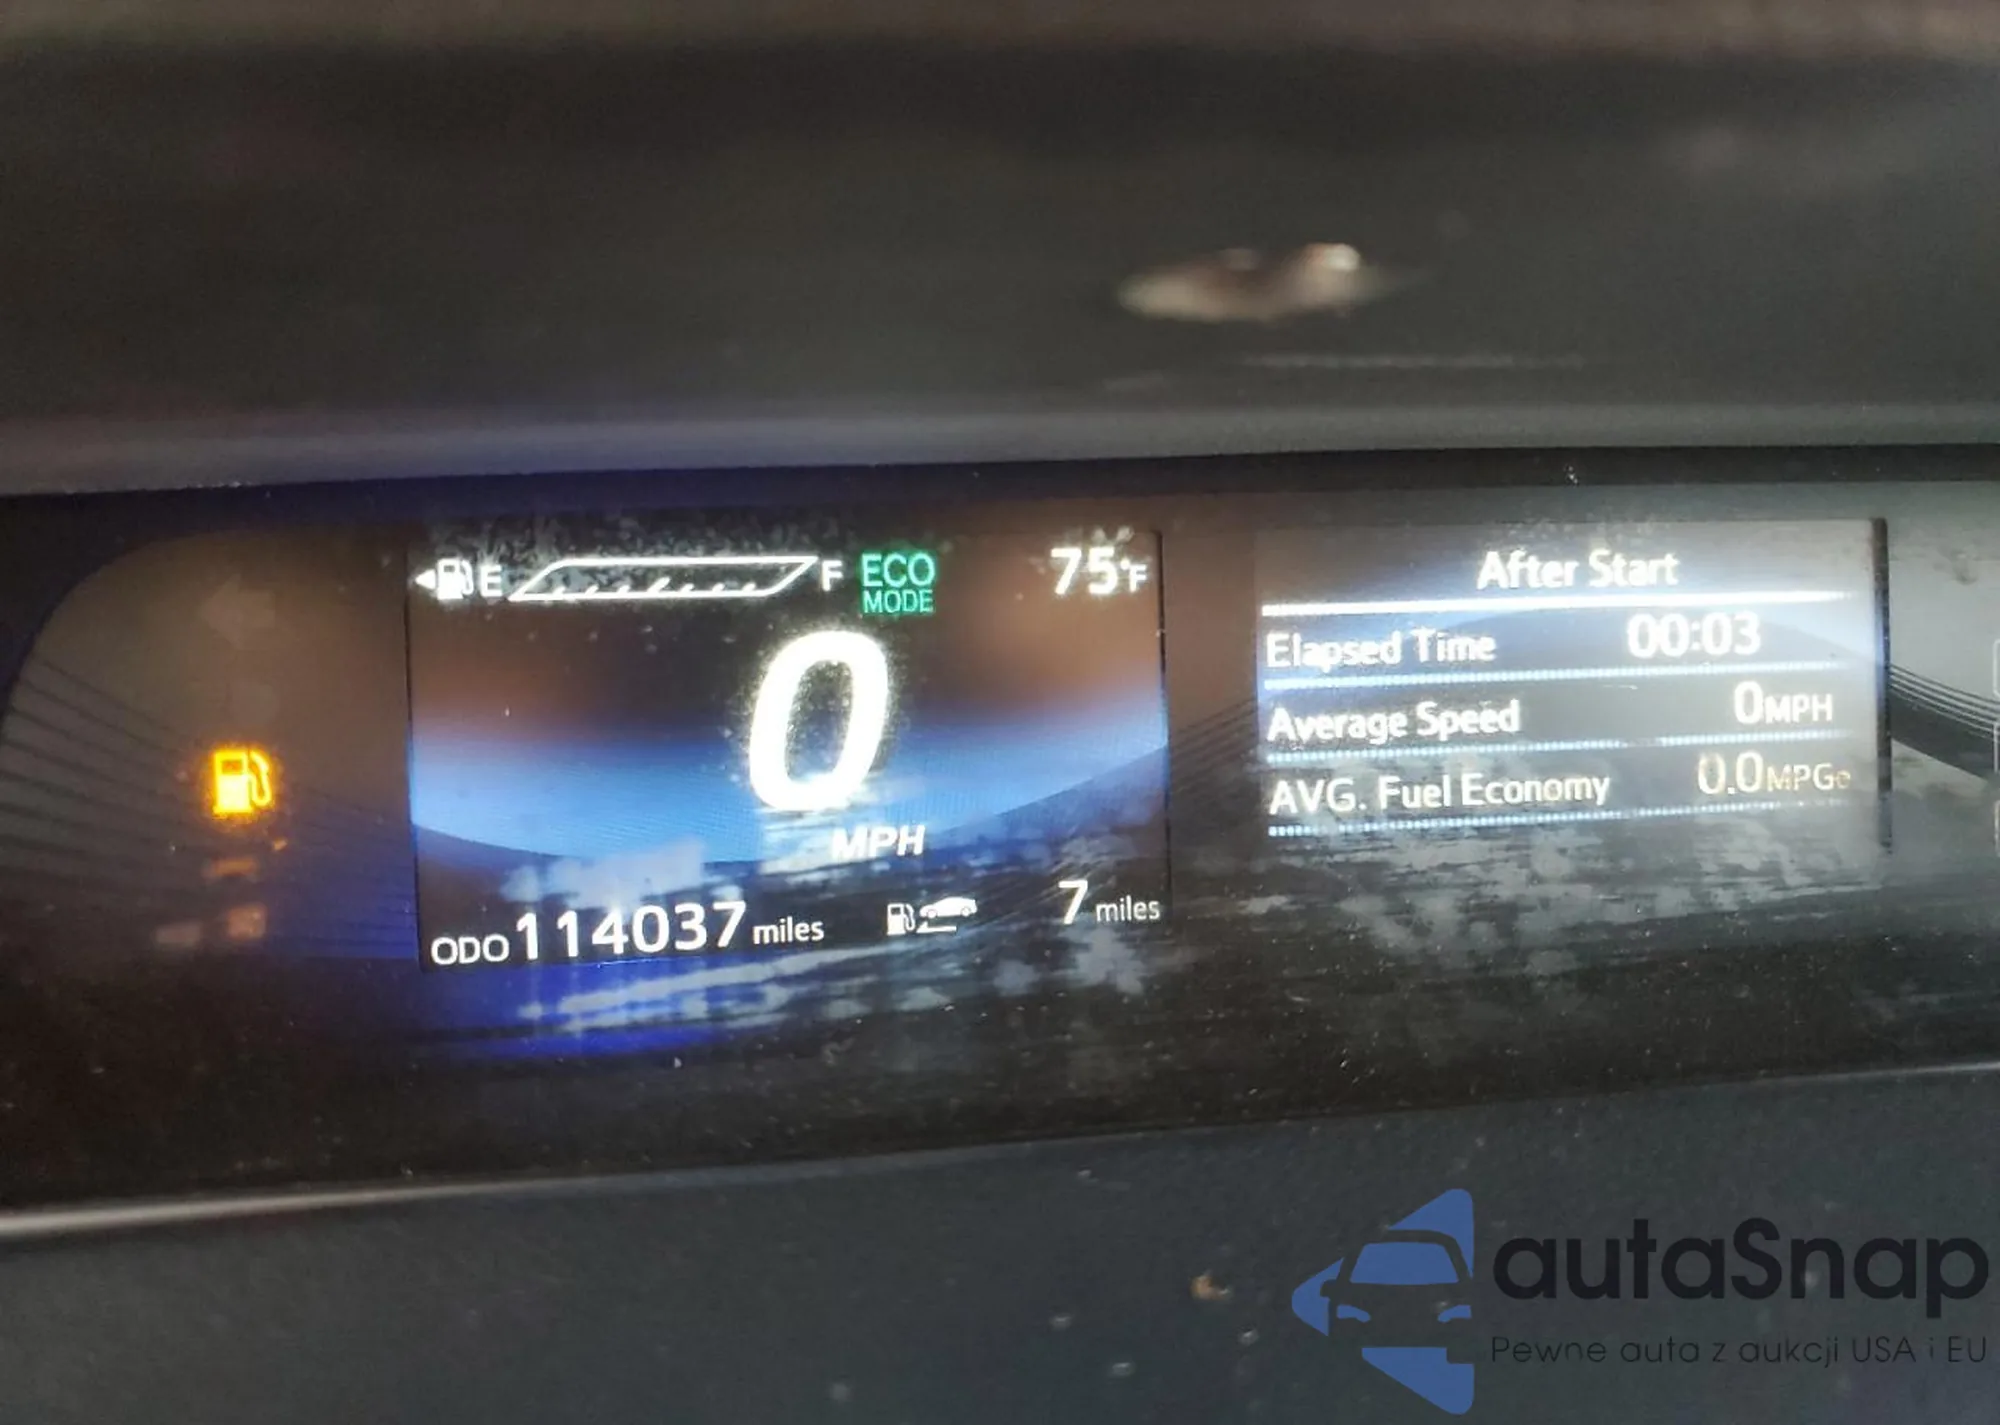 E F ECO 75°F
MODE
0
MPH
ODO 114037 miles 7 miles
After Start
Elapsed Time 00:03
Average Speed 0MPH
AVG. Fuel Economy 0.0MPGe
autaSnap
Pewne auta z aukcji USA i EU